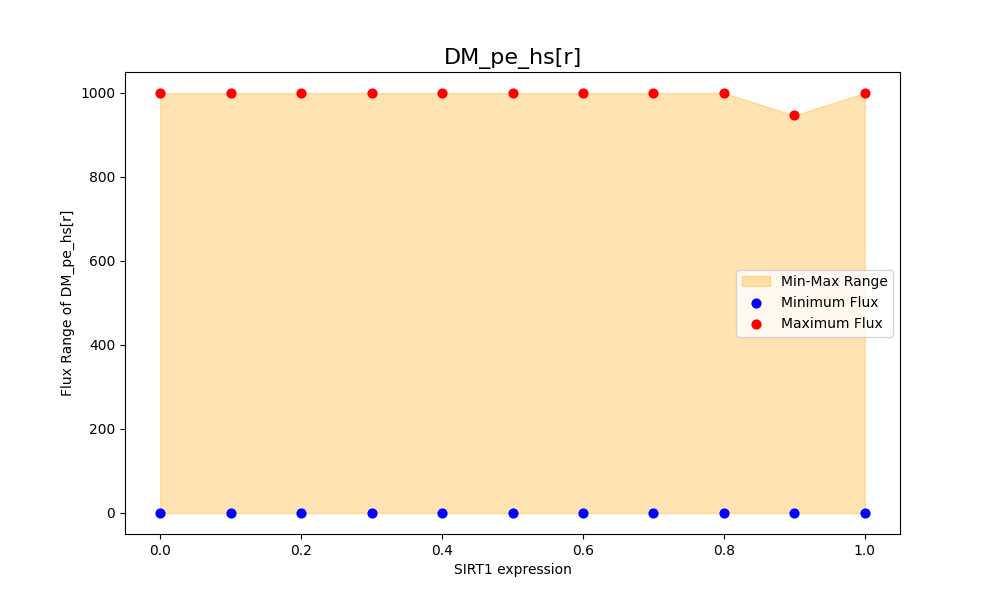 DM_pe_hs[r]
1000
800
600
400
200
0
Flux Range of DM_pe_hs[r]
Min-Max Range
Minimum Flux
Maximum Flux
0.0 0.2 0.4 0.6 0.8 1.0
SIRT1 expression